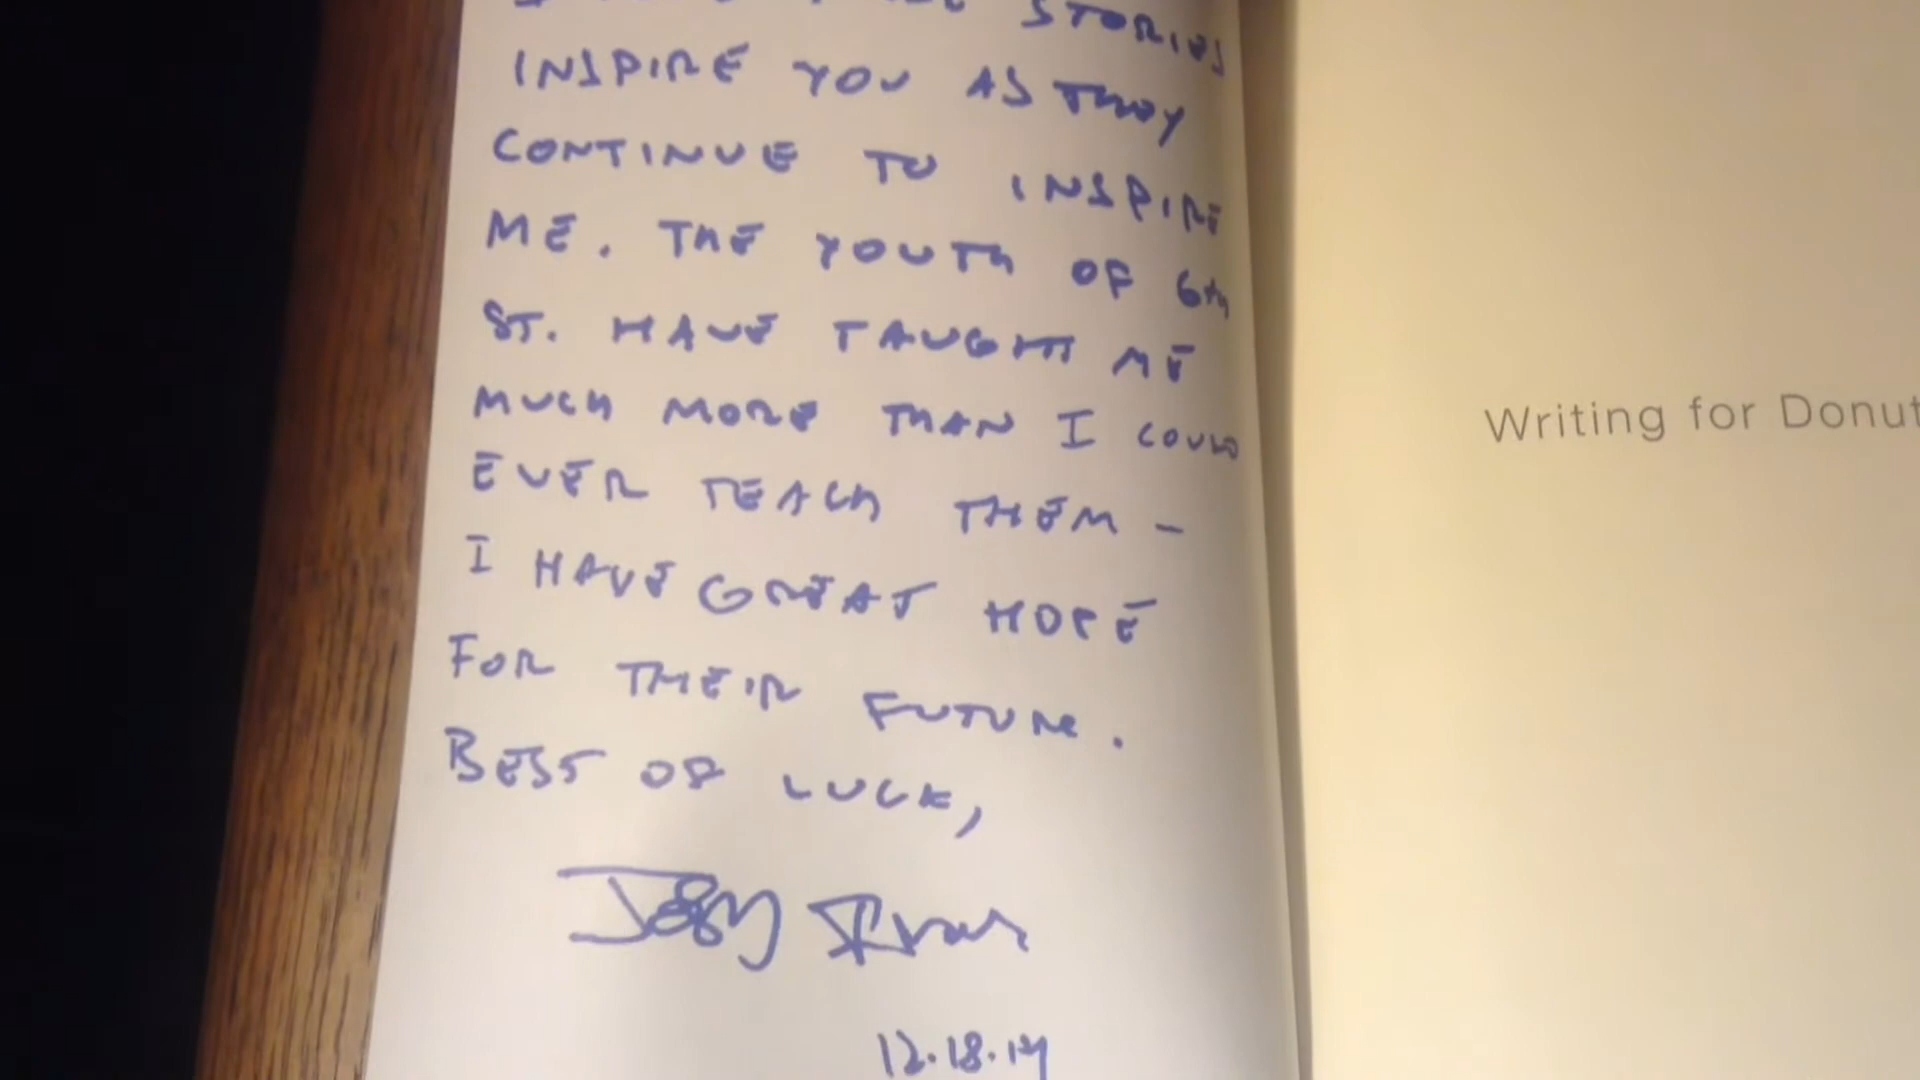 STORIES
INSPIRE YOU AS THEY
CONTINUE TO INSPIRE
ME. THE YOUTH OF 6TH
ST. HAVE TAUGHT ME
MUCH MORE THAN I COULD
EVER TEACH THEM –
I HAVE GREAT HOPE
FOR THEIR FUTURE.
BEST OF LUCK,
12.18.14
Writing for Donut